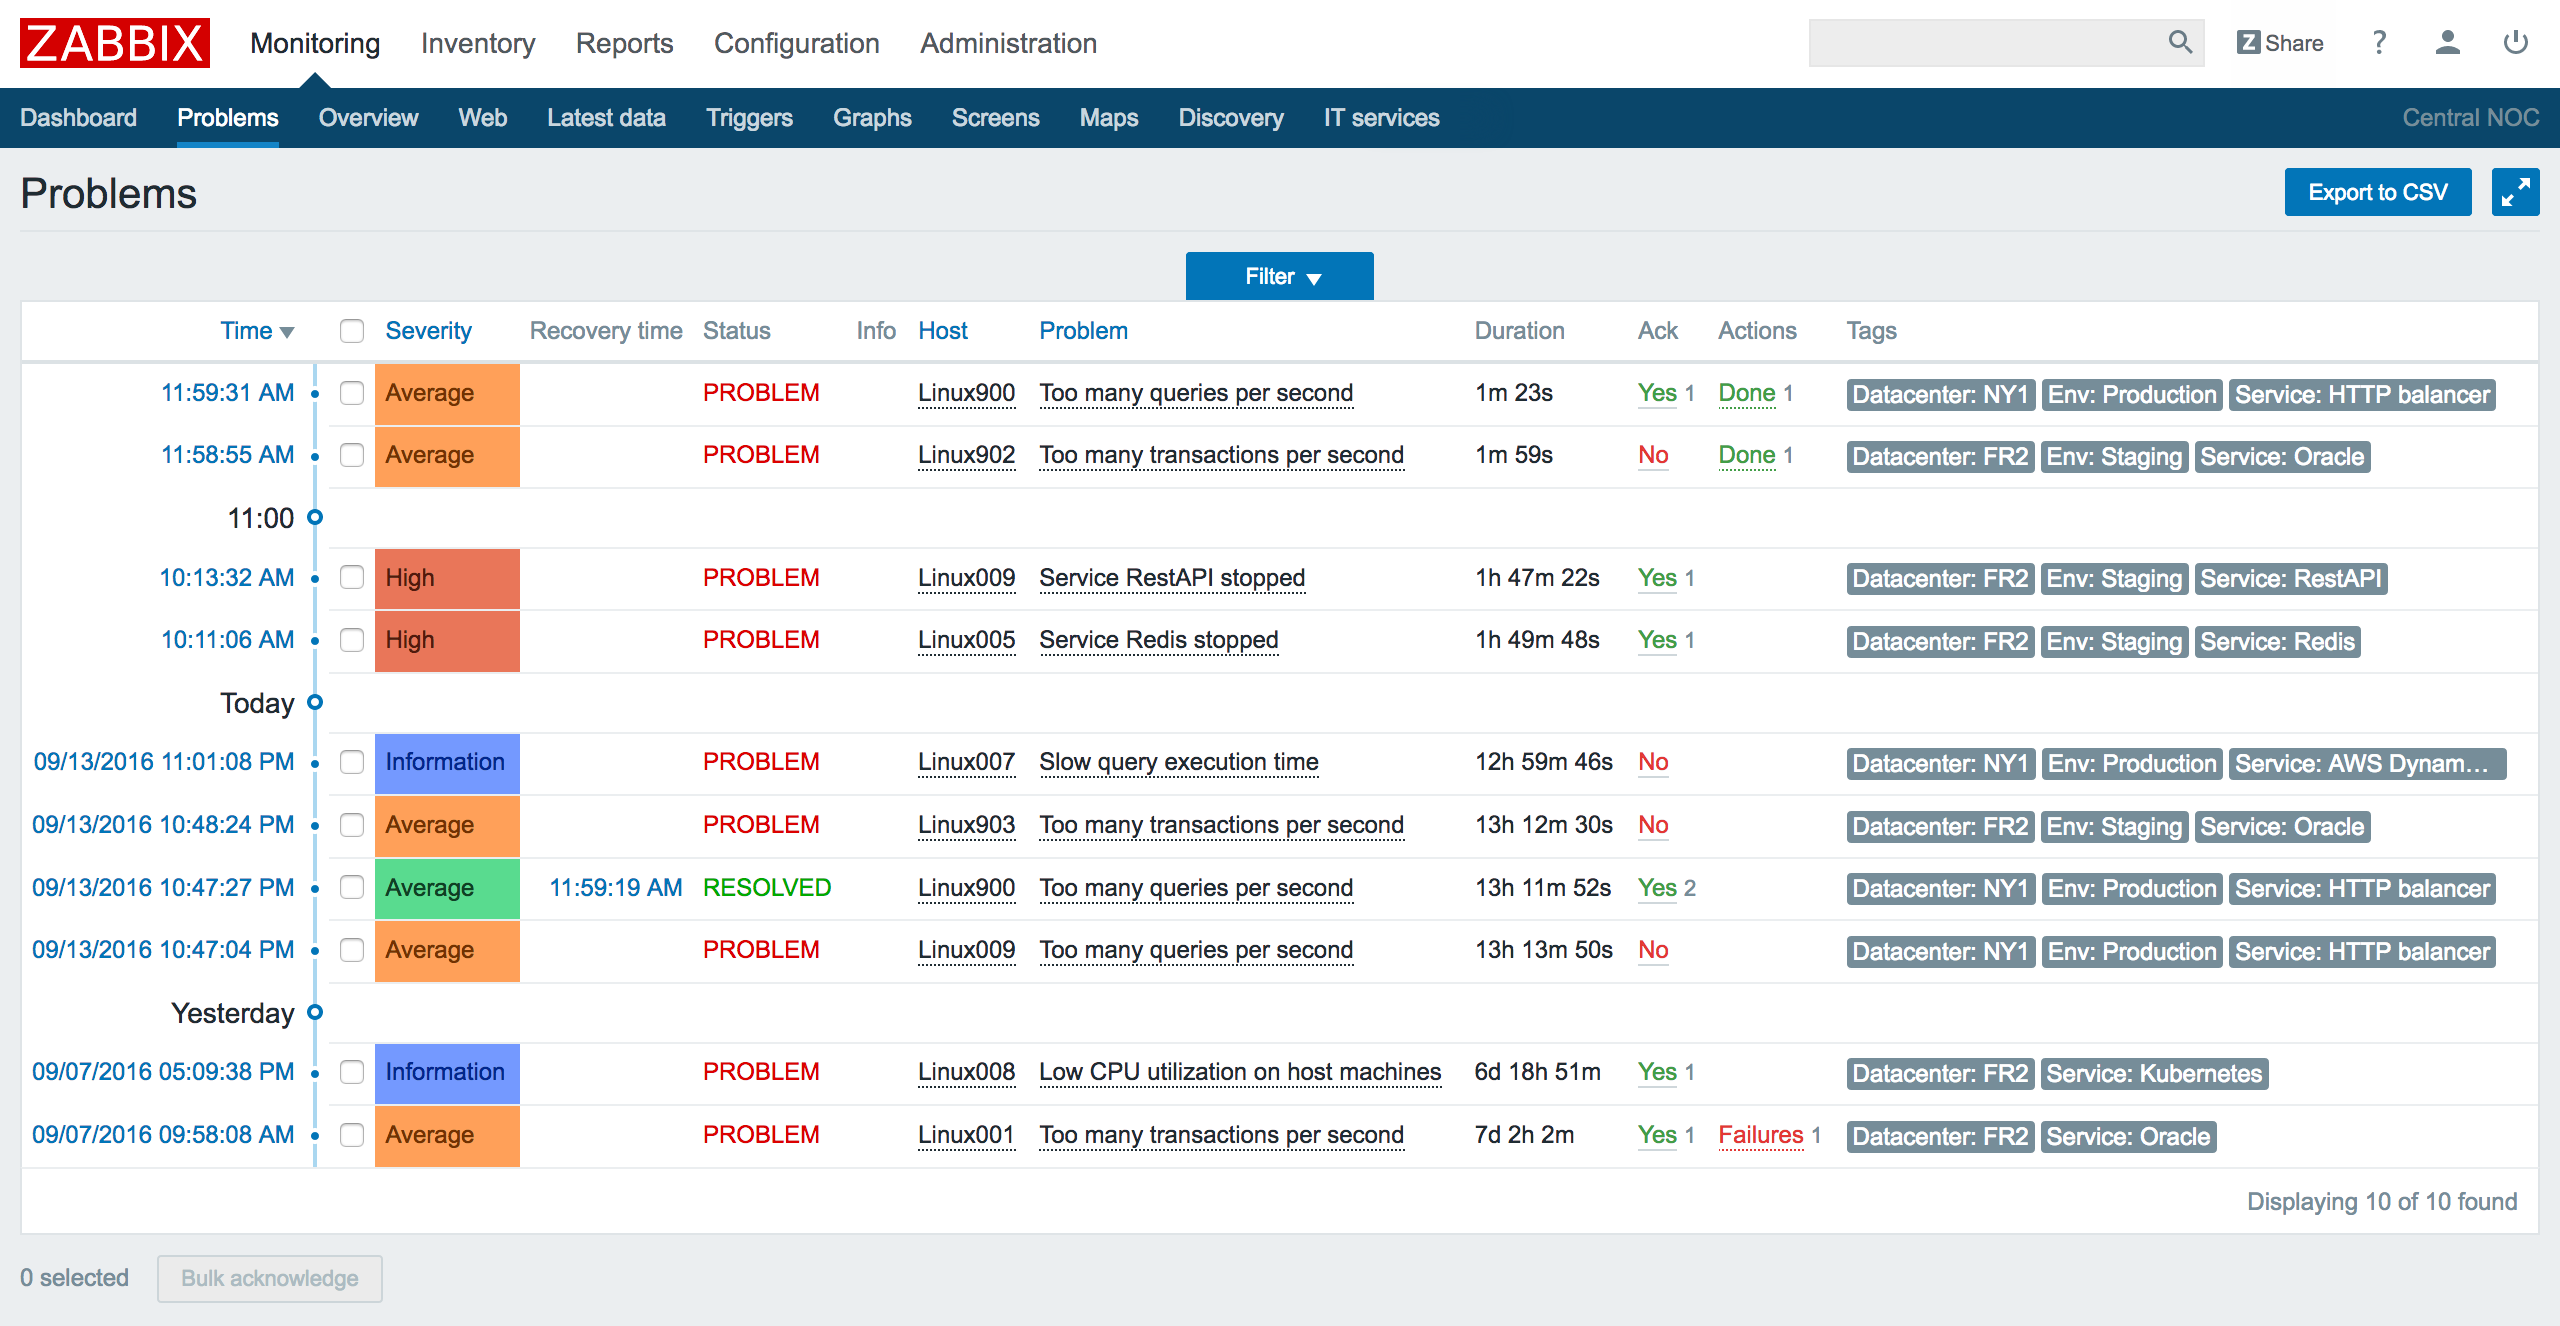 ZABBIX Monitoring Inventory Reports Configuration Administration Z Share ?
Dashboard Problems Overview Web Latest data Triggers Graphs Screens Maps Discovery IT services Central NOC
Problems Export to CSV
Filter
Time Severity Recovery time Status Info Host Problem Duration Ack Actions Tags
11:59:31 AM Average PROBLEM Linux900 Too many queries per second 1m 23s Yes 1 Done 1 Datacenter: NY1 Env: Production Service: HTTP balancer
11:58:55 AM Average PROBLEM Linux902 Too many transactions per second 1m 59s No Done 1 Datacenter: FR2 Env: Staging Service: Oracle
11:00
10:13:32 AM High PROBLEM Linux009 Service RestAPI stopped 1h 47m 22s Yes 1 Datacenter: FR2 Env: Staging Service: RestAPI
10:11:06 AM High PROBLEM Linux005 Service Redis stopped 1h 49m 48s Yes 1 Datacenter: FR2 Env: Staging Service: Redis
Today
09/13/2016 11:01:08 PM Information PROBLEM Linux007 Slow query execution time 12h 59m 46s No Datacenter: NY1 Env: Production Service: AWS Dynam...
09/13/2016 10:48:24 PM Average PROBLEM Linux903 Too many transactions per second 13h 12m 30s No Datacenter: FR2 Env: Staging Service: Oracle
09/13/2016 10:47:27 PM Average 11:59:19 AM RESOLVED Linux900 Too many queries per second 13h 11m 52s Yes 2 Datacenter: NY1 Env: Production Service: HTTP balancer
09/13/2016 10:47:04 PM Average PROBLEM Linux009 Too many queries per second 13h 13m 50s No Datacenter: NY1 Env: Production Service: HTTP balancer
Yesterday
09/07/2016 05:09:38 PM Information PROBLEM Linux008 Low CPU utilization on host machines 6d 18h 51m Yes 1 Datacenter: FR2 Service: Kubernetes
09/07/2016 09:58:08 AM Average PROBLEM Linux001 Too many transactions per second 7d 2h 2m Yes 1 Failures 1 Datacenter: FR2 Service: Oracle
Displaying 10 of 10 found
0 selected Bulk acknowledge